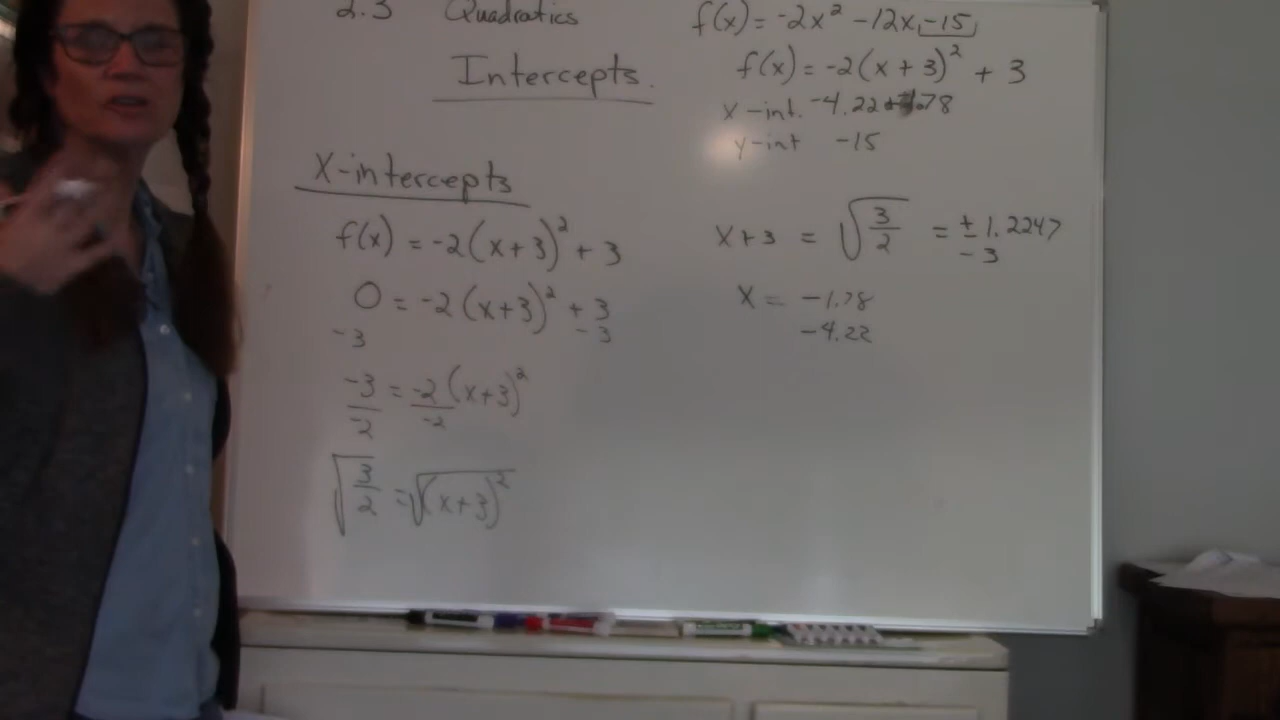 2.3 Quadratics
Intercepts.
f(x) = -2x² -12x -15
f(x) = -2(x + 3)² + 3
x-int. -4.22 + -1.78
y-int -15
X-intercepts
f(x) = -2(x+3)² + 3
0 = -2(x+3)² + 3
-3 -3
-3/-2 = -2(x+3)²/-2
√(3/2) = √(x+3)²
x+3 = √(3/2) = ± 1.2247
-3
x = -1.78
-4.22